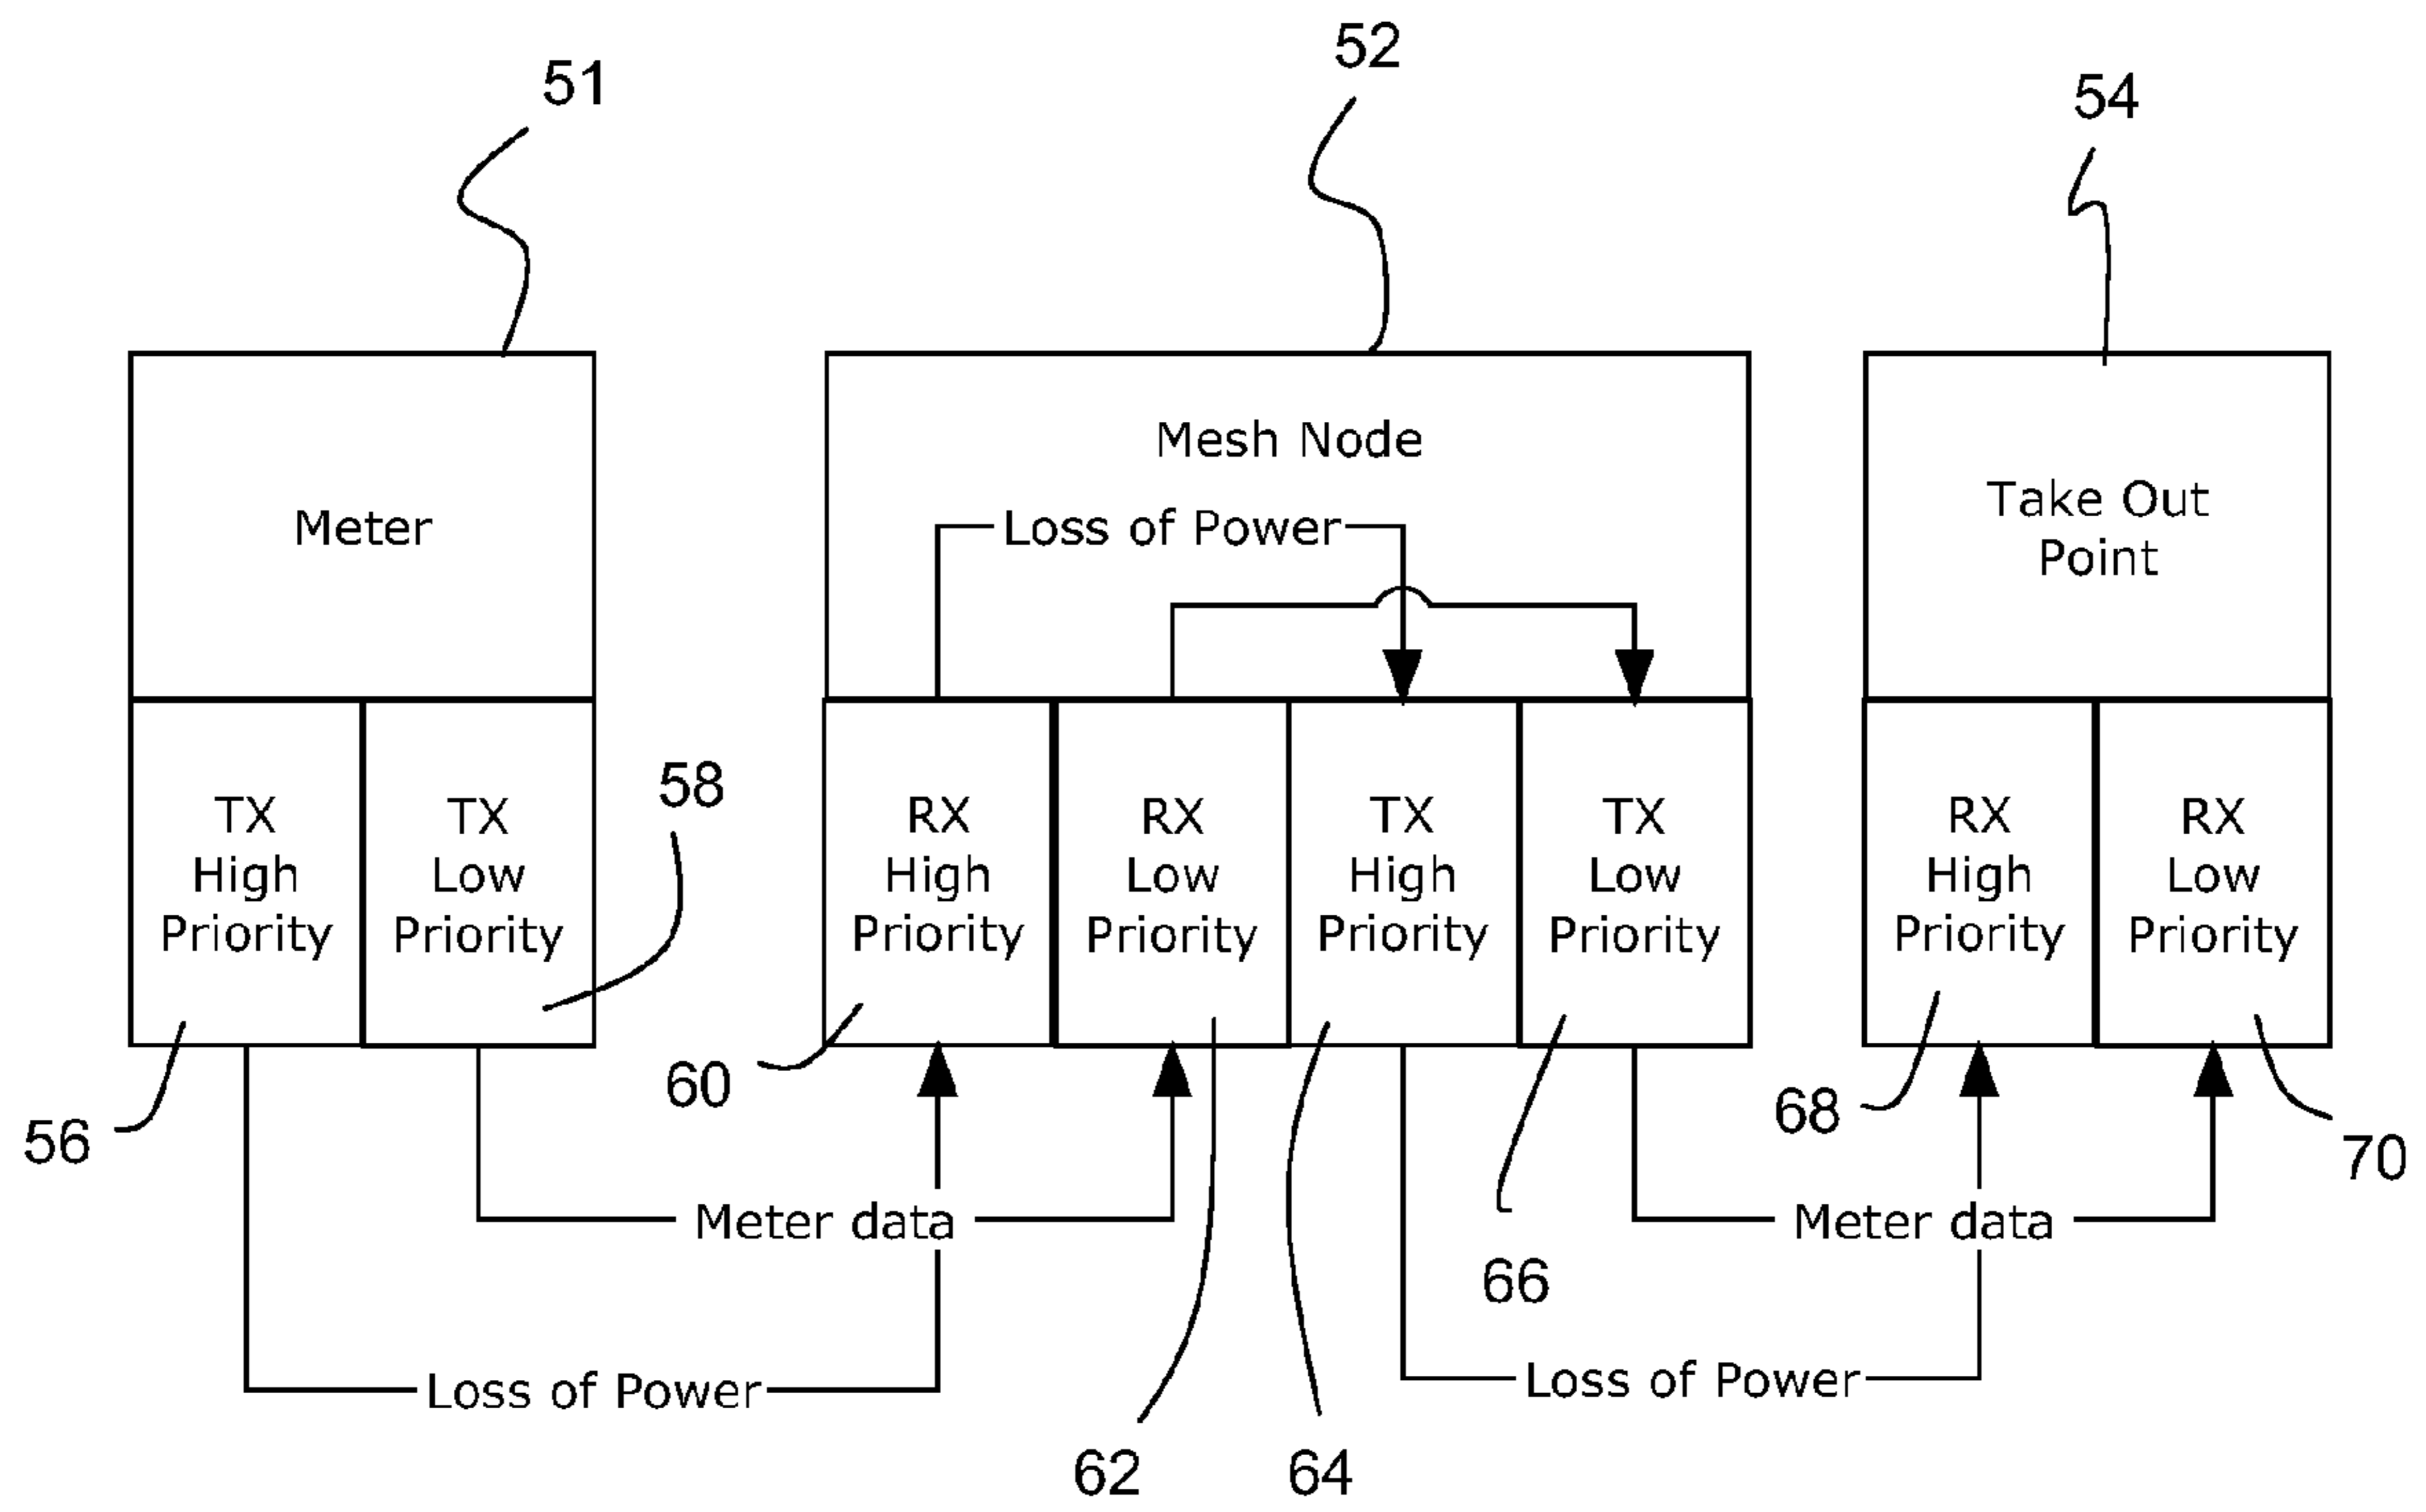 51
52
54
Meter
Mesh Node
Loss of Power
Take Out
Point
58
TX
High
Priority
TX
Low
Priority
RX
High
Priority
RX
Low
Priority
TX
High
Priority
TX
Low
Priority
RX
High
Priority
RX
Low
Priority
56
60
68
70
Meter data
Meter data
66
Loss of Power
Loss of Power
62
64